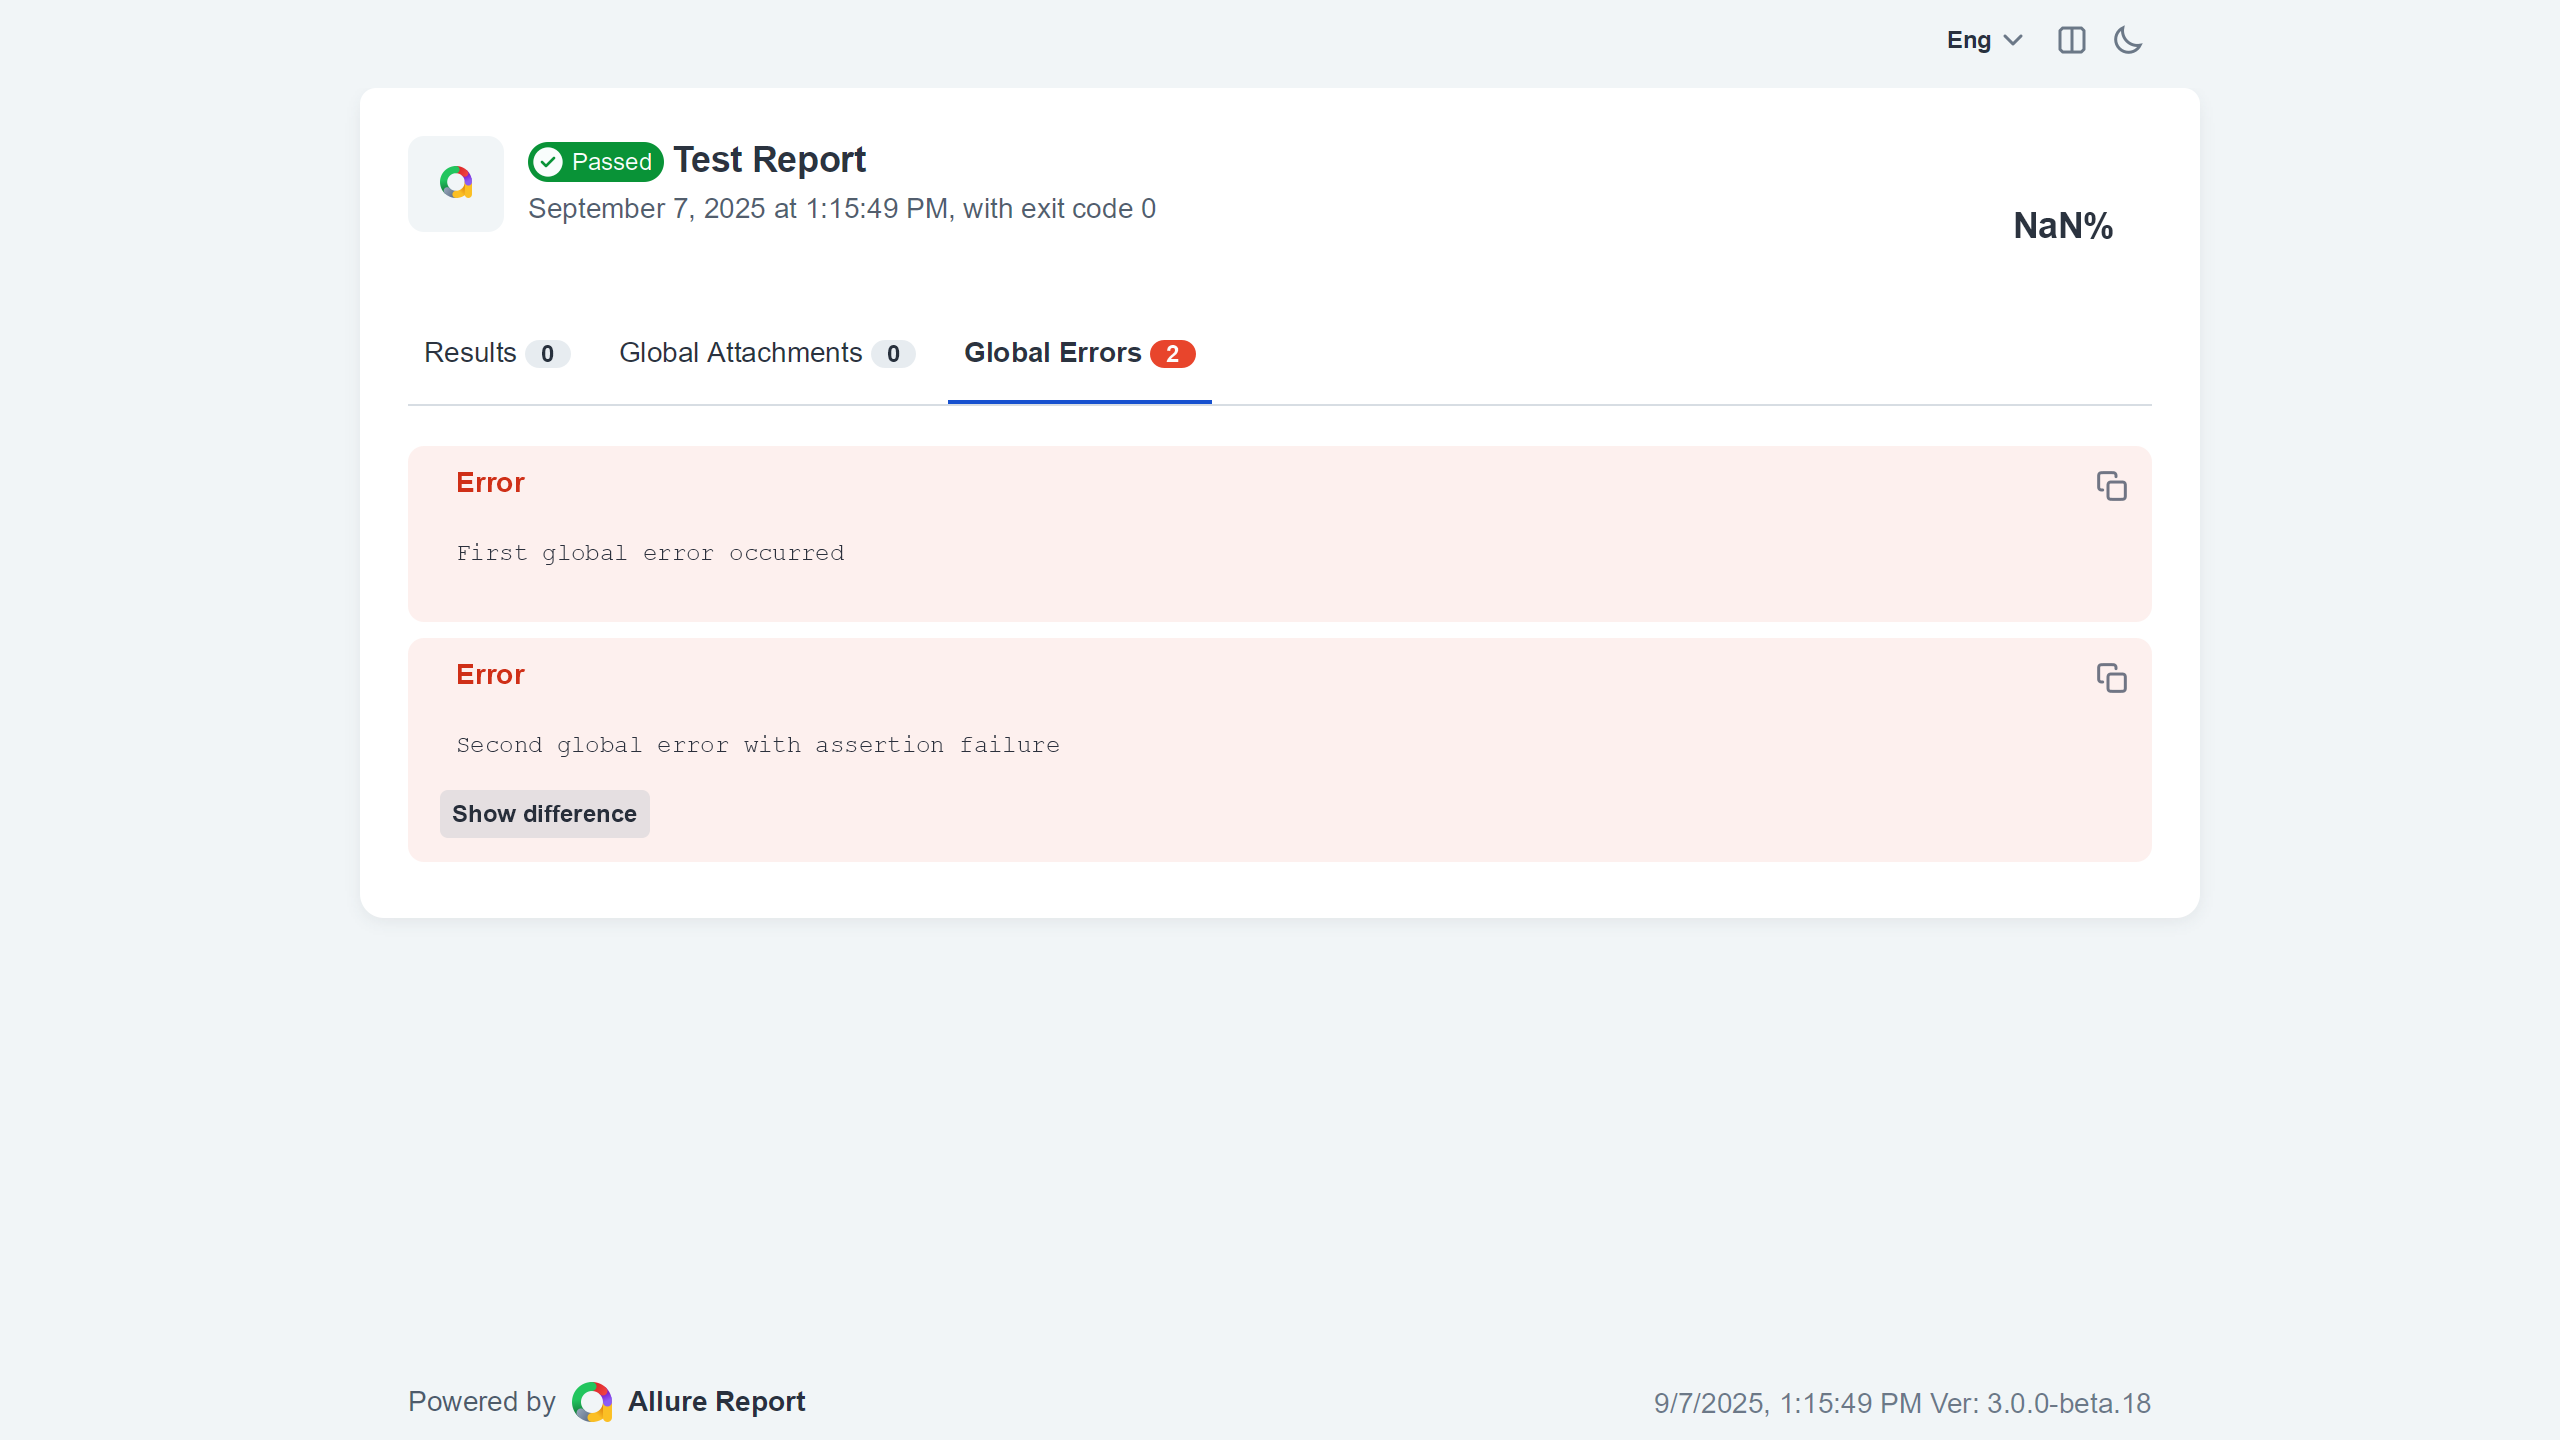 Eng
Passed Test Report
September 7, 2025 at 1:15:49 PM, with exit code 0
NaN%
Results 0 Global Attachments 0 Global Errors 2
Error
First global error occurred
Error
Second global error with assertion failure
Show difference
Powered by Allure Report
9/7/2025, 1:15:49 PM Ver: 3.0.0-beta.18